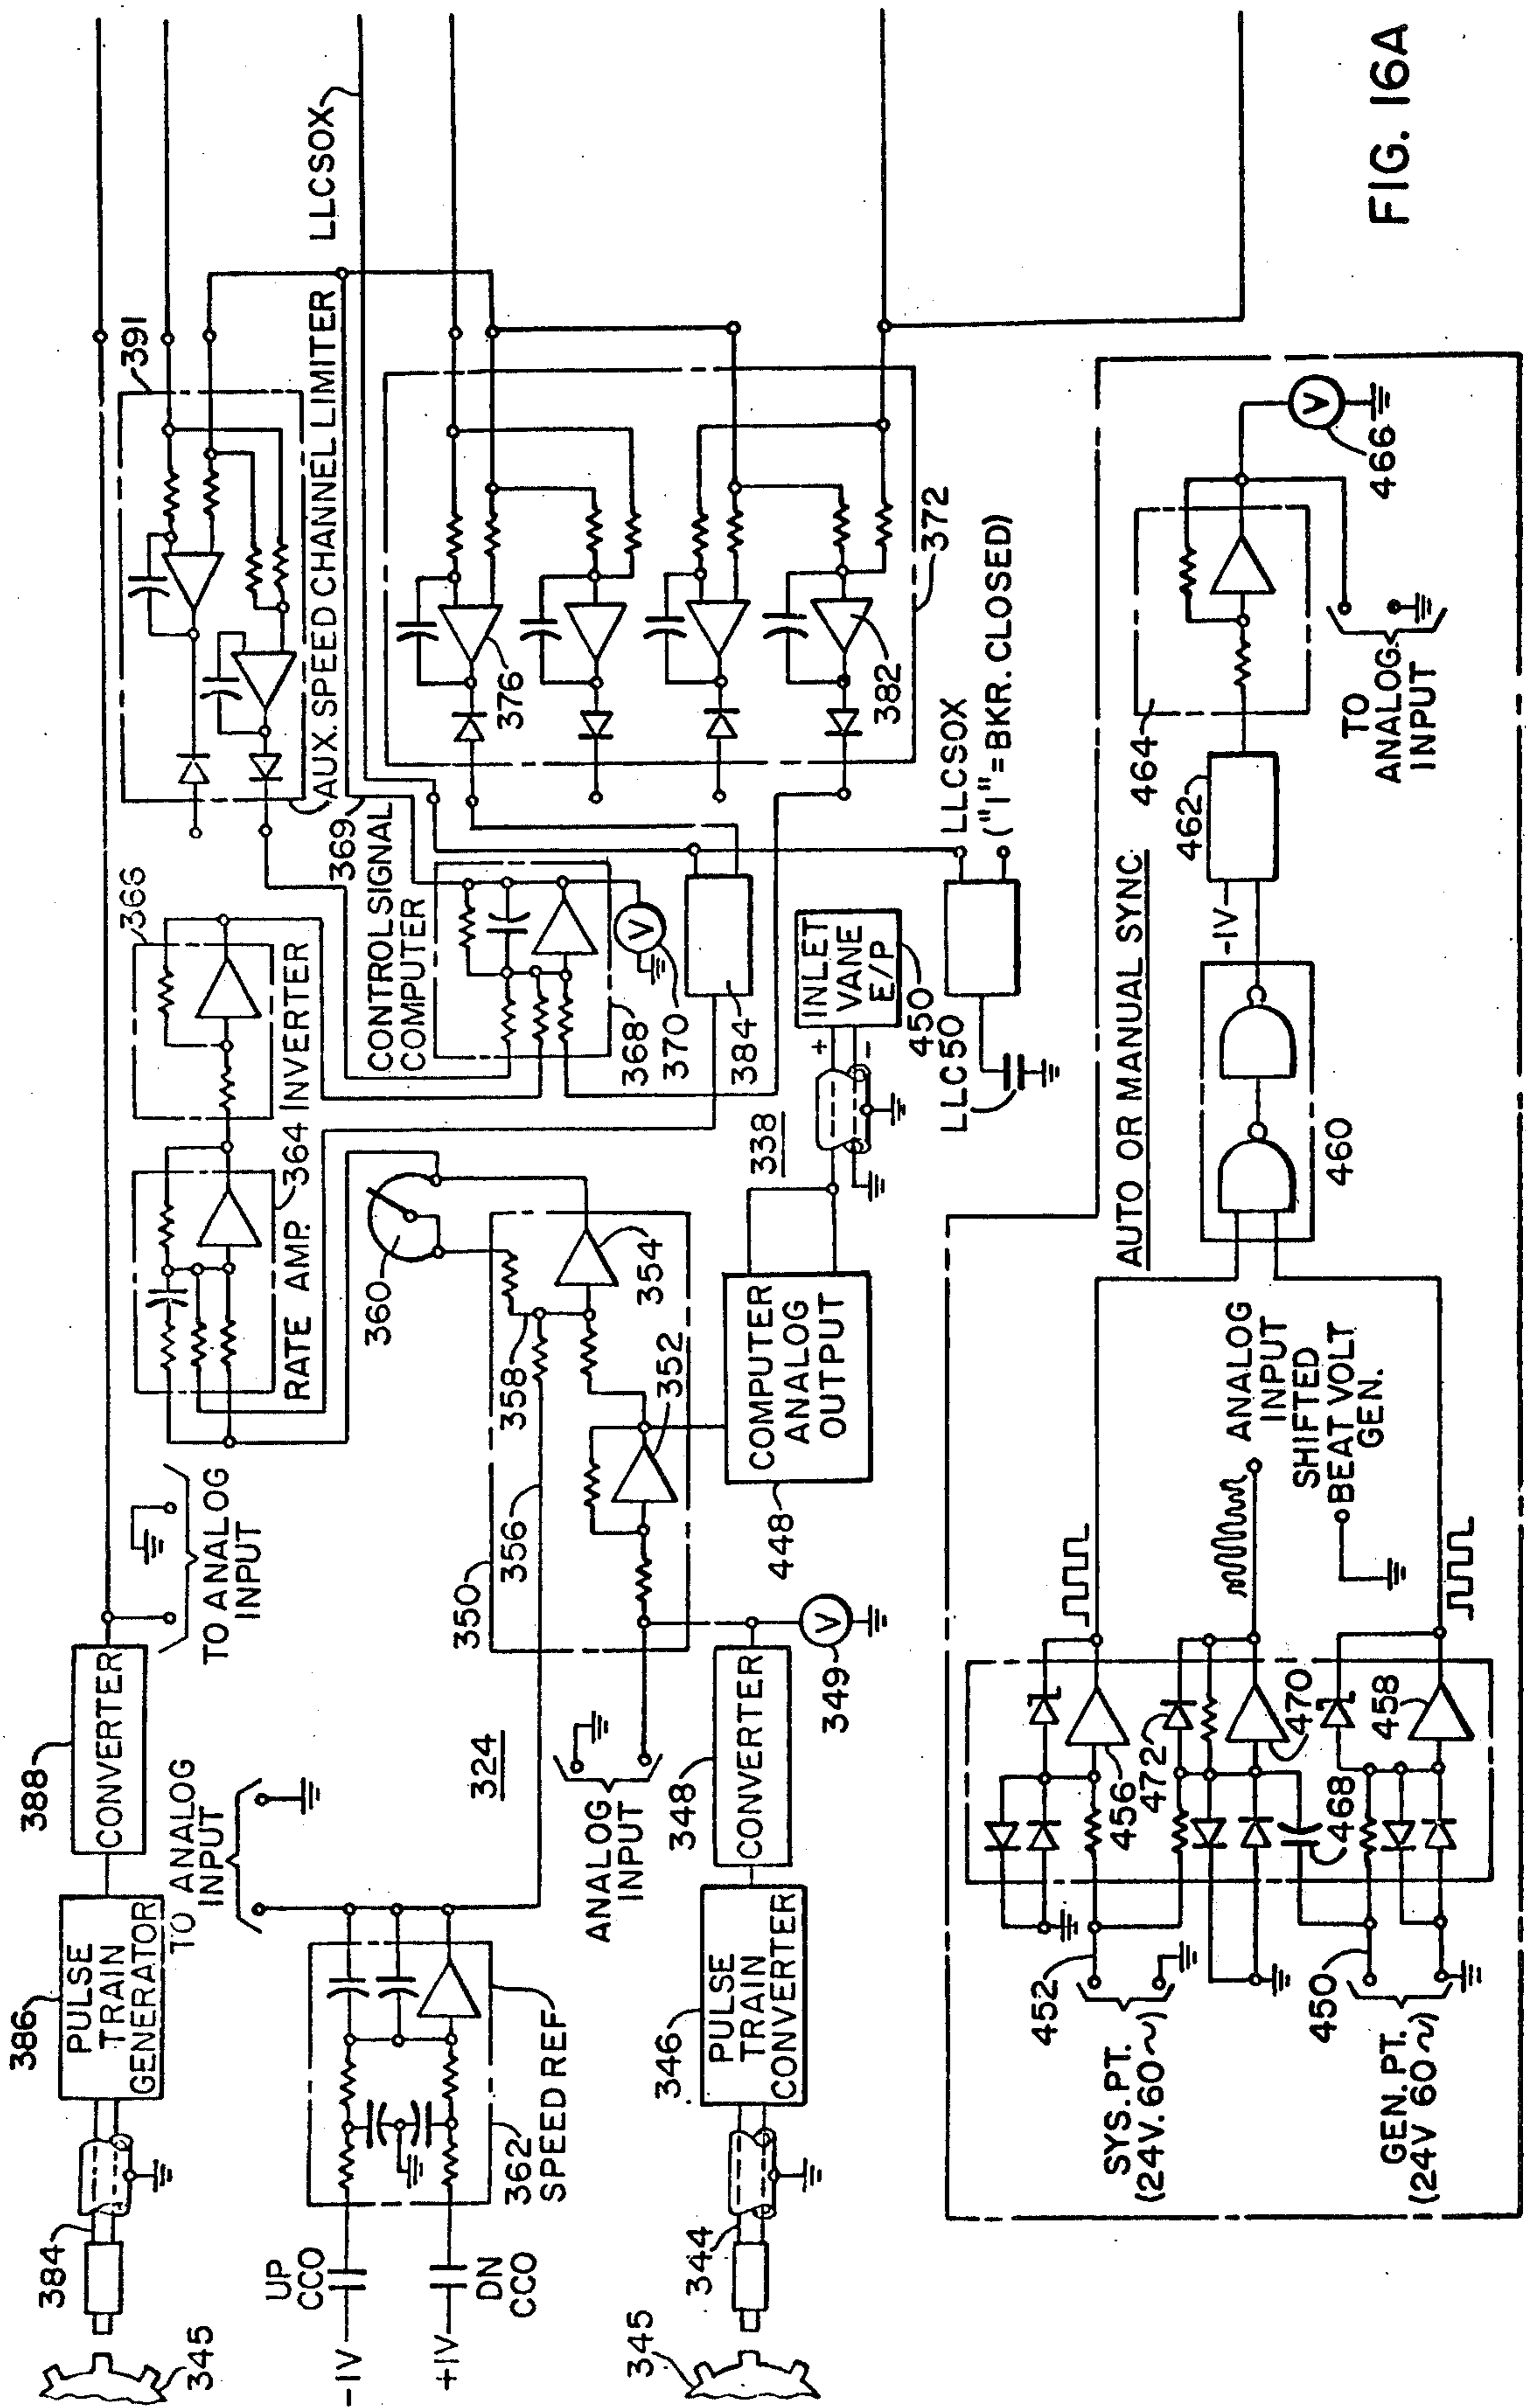 386
PULSE
TRAIN
GENERATOR
384
345
388
CONVERTER
TO ANALOG
INPUT
TO ANALOG
INPUT
UP
CCO
-1V
+1V
DN
CCO
362
SPEED REF
324
345
344
346
PULSE
TRAIN
CONVERTER
348
CONVERTER
349
V
ANALOG
INPUT
350
356
358
352
354
360
RATE AMP.
364
INVERTER
366
CONTROL SIGNAL
COMPUTER
368
369
370
V
384
391
AUX. SPEED CHANNEL LIMITER
LLCSOX
376
382
372
448
COMPUTER
ANALOG
OUTPUT
338
+
-
INLET
VANE
E/P
450
LLC50
LLCSOX
("1"=BKR. CLOSED)
AUTO OR MANUAL SYNC
SYS. PT.
(24V. 60~)
452
GEN. PT.
(24V 60~)
450
456
472
470
468
458
ANALOG
INPUT
SHIFTED
BEAT VOLT
GEN.
460
-1V
462
464
466
V
TO
ANALOG
INPUT
FIG. 16A